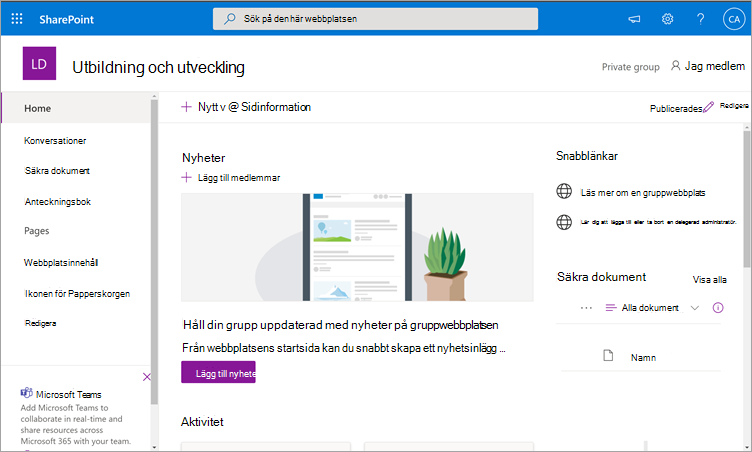 SharePoint
Sök på den här webbplatsen
CA
LD
Utbildning och utveckling
Private group
Jag medlem
Home
Konversationer
Säkra dokument
Anteckningsbok
Pages
Webbplatsinnehåll
Ikonen för Papperskorgen
Redigera
Microsoft Teams
Add Microsoft Teams to
collaborate in real-time and
share resources across
Microsoft 365 with your team.
Nytt v @ Sidinformation
Publicerades
Redigera
Nyheter
Lägg till medlemmar
Håll din grupp uppdaterad med nyheter på gruppwebbplatsen
Från webbplatsens startsida kan du snabbt skapa ett nyhetsinlägg ...
Lägg till nyhete
Aktivitet
Snabblänkar
Läs mer om en gruppwebbplats
Lär dig att lägga till eller ta bort en delegerad administratör.
Säkra dokument
Visa alla
Alla dokument
Namn